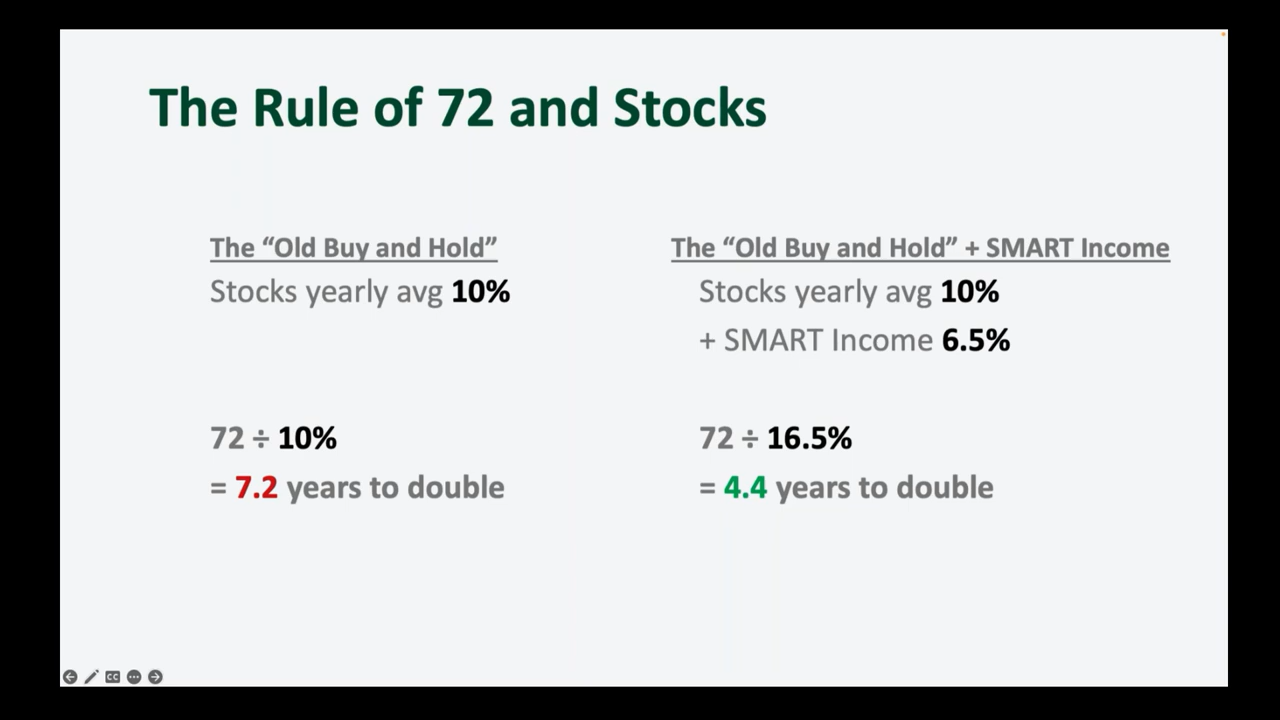 The Rule of 72 and Stocks
The “Old Buy and Hold”
Stocks yearly avg 10%
72 ÷ 10%
= 7.2 years to double
The “Old Buy and Hold” + SMART Income
Stocks yearly avg 10%
+ SMART Income 6.5%
72 ÷ 16.5%
= 4.4 years to double
CC